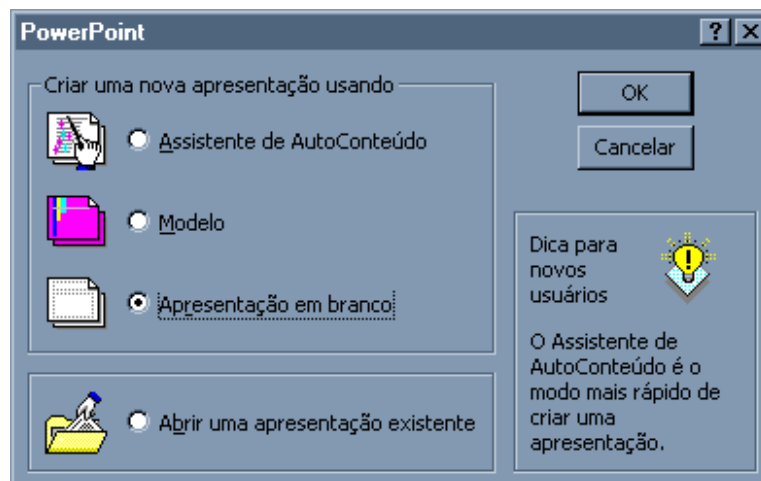 PowerPoint
Criar uma nova apresentação usando
Assistente de AutoConteúdo
Modelo
Apresentação em branco
Abrir uma apresentação existente
OK
Cancelar
Dica para
novos
usuários
O Assistente de
AutoConteúdo é o
modo mais rápido de
criar uma
apresentação.